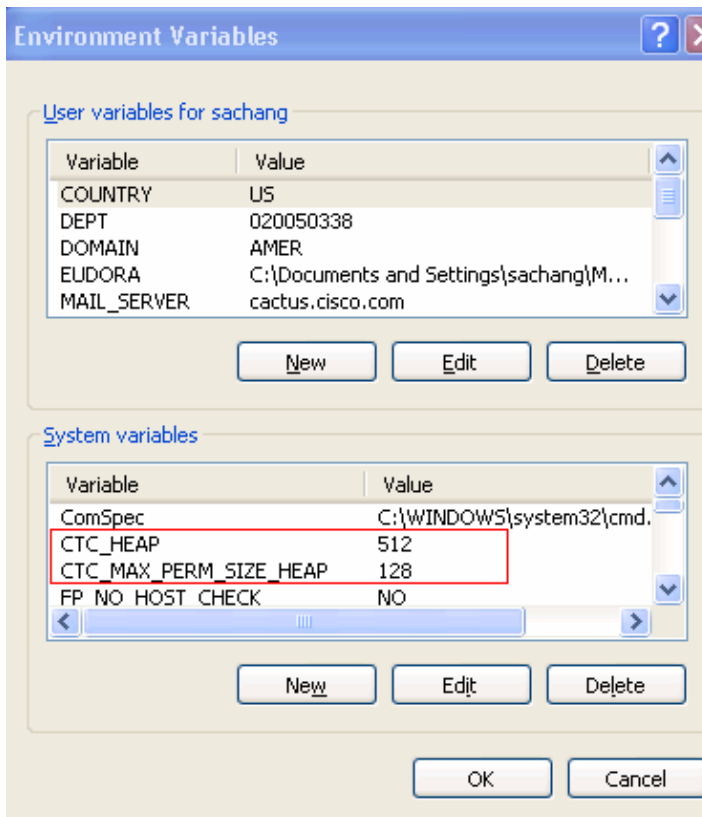 Environment Variables
User variables for sachang
Variable Value
COUNTRY US
DEPT 020050338
DOMAIN AMER
EUDORA C:\Documents and Settings\sachang\M...
MAIL_SERVER cactus.cisco.com
New Edit Delete
System variables
Variable Value
ComSpec C:\WINDOWS\system32\cmd.
CTC_HEAP 512
CTC_MAX_PERM_SIZE_HEAP 128
FP_NO_HOST_CHECK NO
New Edit Delete
OK Cancel